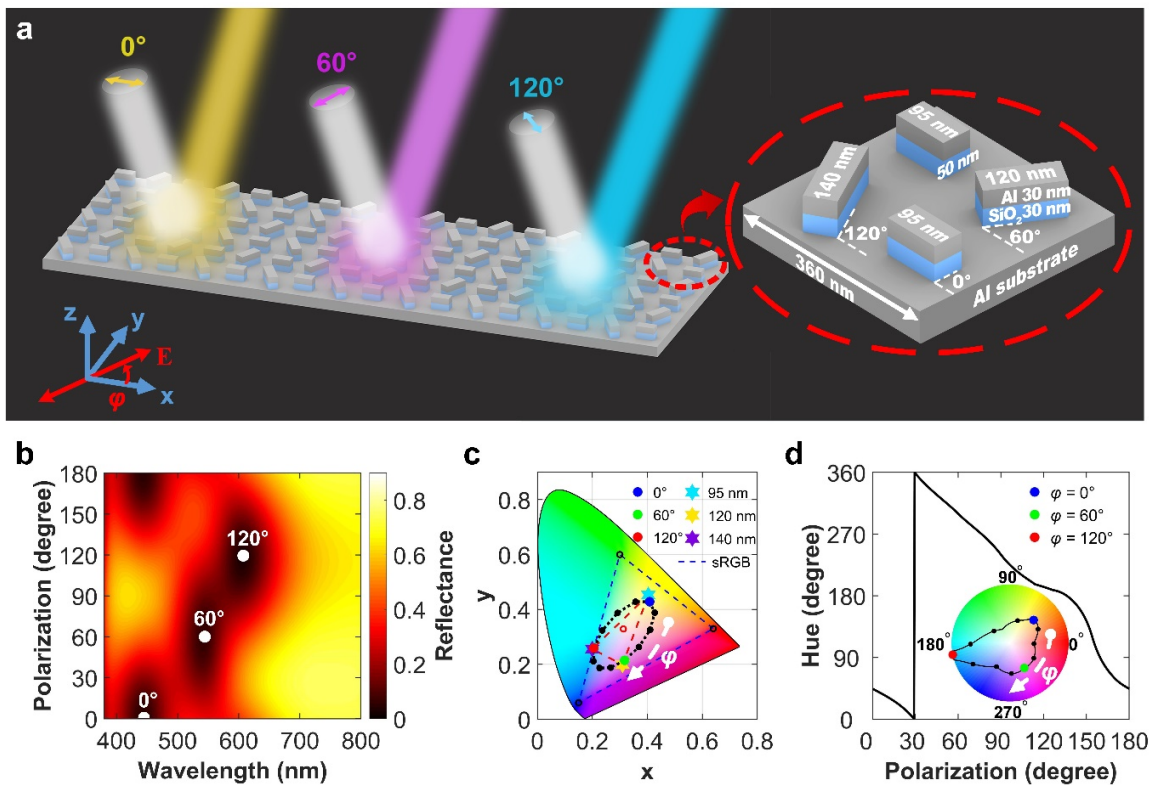 a
0°
60°
120°
95 nm
50 nm
140 nm
120 nm
Al 30 nm
SiO₂30 nm
95 nm
120°
60°
0°
360 nm
Al substrate
z
y
x
E
φ
b
Polarization (degree)
180
150
120
90
60
30
0
120°
60°
0°
400 500 600 700 800
Wavelength (nm)
0.8
0.6
0.4
0.2
0
Reflectance
c
y
0.8
0.6
0.4
0.2
0
0° 95 nm
60° 120 nm
120° 140 nm
sRGB
φ
0 0.2 0.4 0.6 0.8
x
d
Hue (degree)
360
270
180
90
0
φ = 0°
φ = 60°
φ = 120°
90°
180°
0°
270°
φ
0 30 60 90 120 150 180
Polarization (degree)